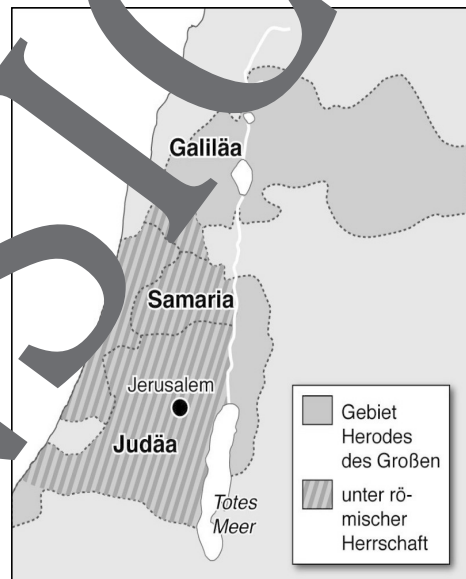 Galiläa
Samaria
Jerusalem
Judäa
Totes
Meer
Gebiet
Herodes
des Großen
unter rö-
mischer
Herrschaft